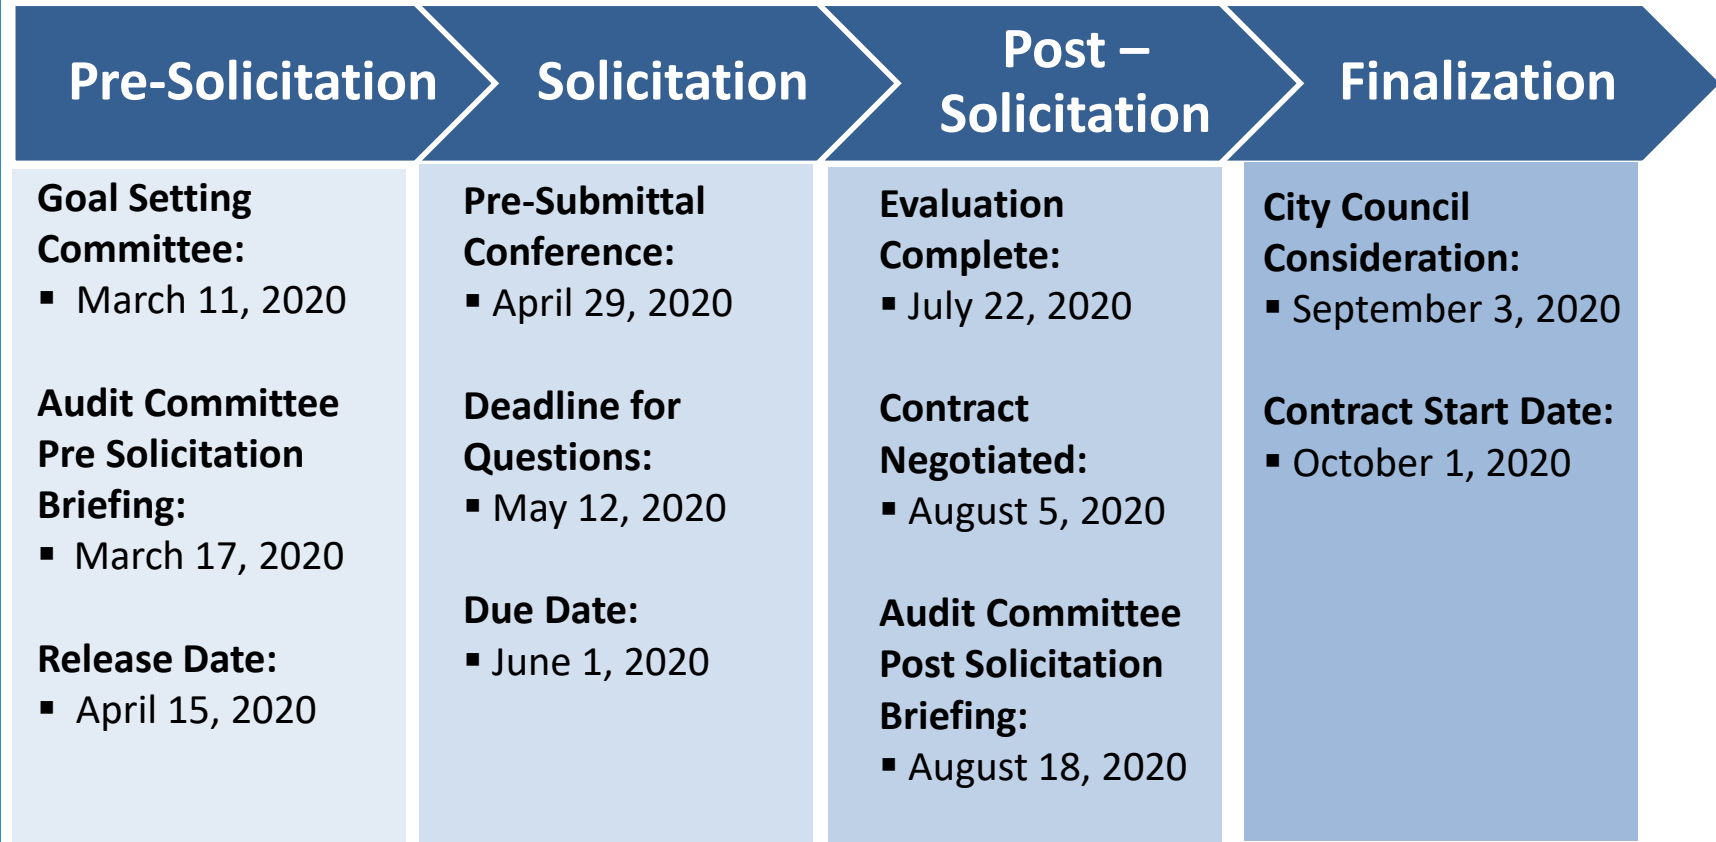 Pre-Solicitation
Solicitation
Post –
Solicitation
Finalization
Goal Setting
Committee:
▪ March 11, 2020
Audit Committee
Pre Solicitation
Briefing:
▪ March 17, 2020
Release Date:
▪ April 15, 2020
Pre-Submittal
Conference:
▪ April 29, 2020
Deadline for
Questions:
▪ May 12, 2020
Due Date:
▪ June 1, 2020
Evaluation
Complete:
▪ July 22, 2020
Contract
Negotiated:
▪ August 5, 2020
Audit Committee
Post Solicitation
Briefing:
▪ August 18, 2020
City Council
Consideration:
▪ September 3, 2020
Contract Start Date:
▪ October 1, 2020